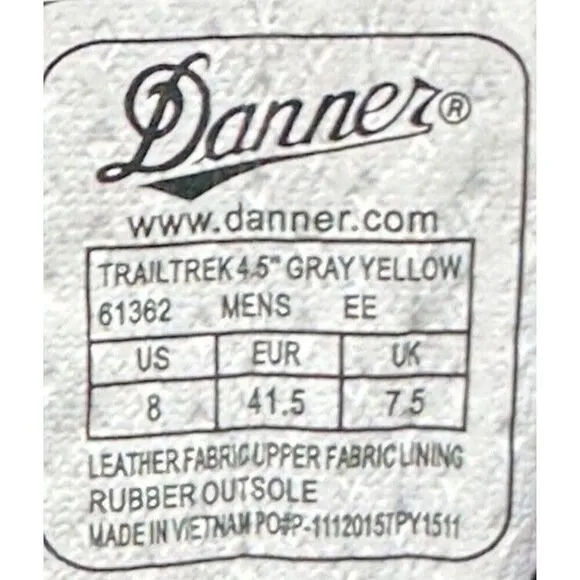 Danner®
www.danner.com
TRAILTREK 4.5" GRAY YELLOW
61362 MENS EE
US EUR UK
8 41.5 7.5
LEATHER FABRIC UPPER FABRIC LINING
RUBBER OUTSOLE
MADE IN VIETNAM PO#P-1112015TPY1511